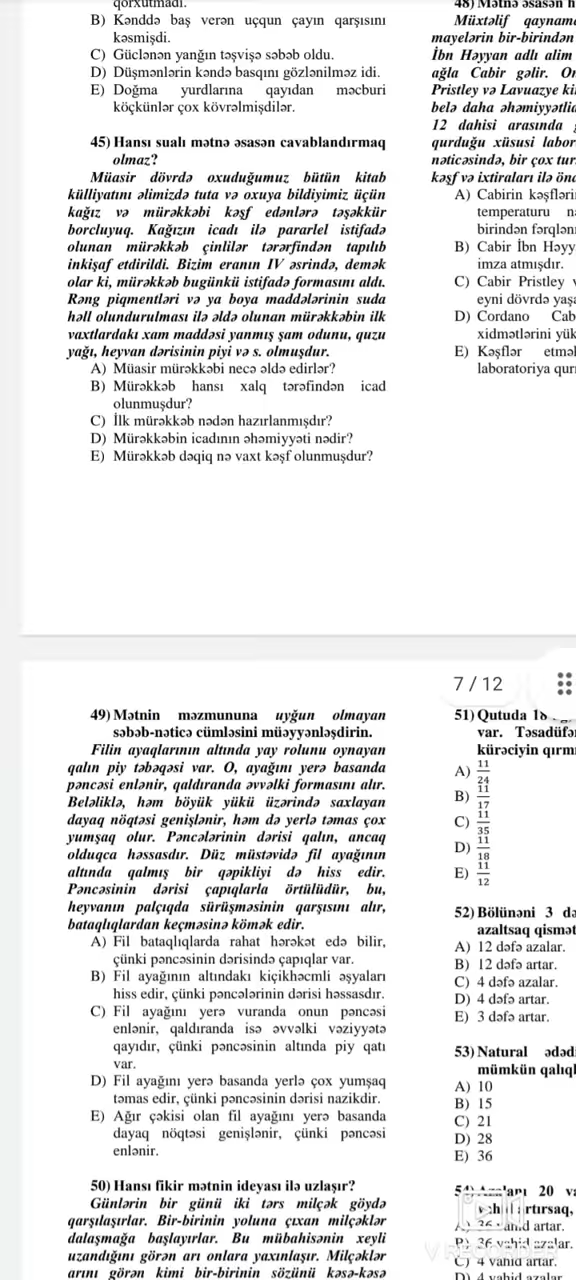 qorxutmadı.
B) Kənddə baş verən uçqun çayın qarşısını
kəsmişdi.
C) Güclənən yanğın təşvişə səbəb oldu.
D) Düşmənlərin kəndə basqını gözlənilməz idi.
E) Doğma yurdlarına qayıdan məcburi
köçkünlər çox kövrəlmişdilər.
45) Hansı sualı mətnə əsasən cavablandırmaq
olmaz?
Müasir dövrdə oxuduğumuz bütün kitab
külliyatını əlimizdə tuta və oxuya bildiyimiz üçün
kağız və mürəkkəbi kəşf edənlərə təşəkkür
borcluyuq. Kağızın icadı ilə pararlel istifadə
olunan mürəkkəb çinlilər tərərfindən tapılıb
inkişaf etdirildi. Bizim eranın IV əsrində, demək
olar ki, mürəkkəb bugünkü istifadə formasını aldı.
Rəng piqmentləri və ya boya maddələrinin suda
həll olundurulması ilə əldə olunan mürəkkəbin ilk
vaxtlardakı xam maddəsi yanmış şam odunu, quzu
yağı, heyvan dərisinin piyi və s. olmuşdur.
A) Müasir mürəkkəbi necə əldə edirlər?
B) Mürəkkəb hansı xalq tərəfindən icad
olunmuşdur?
C) İlk mürəkkəb nədən hazırlanmışdır?
D) Mürəkkəbin icadının əhəmiyyəti nədir?
E) Mürəkkəb dəqiq nə vaxt kəşf olunmuşdur?
48) Mətnə əsasən
Müxtəlif
mayelərin bir-birindən
İbn Həyyan adlı alim
ağla Cabir gəlir.
Pristley və Lavuazye
belə daha
12 dahisi arasında
qurduğu xüsusi
nəticəsində, bir çox
kəşf və ixtiraları ilə
A) Cabirin
temperaturu
birindən
B) Cabir İbn
imza atmışdır.
C) Cabir Pristley
eyni dövrdə
D) Cordano
xidmətlərini
E) Kəşflər
laboratoriya
7 / 12
49) Mətnin məzmununa uyğun olmayan
səbəb-nəticə cümləsini müəyyənləşdirin.
Filin ayaqlarının altında yay rolunu oynayan
qalın piy təbəqəsi var. O, ayağını yerə basanda
pəncəsi enlənir, qaldıranda əvvəlki formasını alır.
Beləliklə, həm böyük yükü üzərində saxlayan
dayaq nöqtəsi genişlənir, həm də yerlə təmas çox
yumşaq olur. Pəncələrinin dərisi qalın, ancaq
olduqca həssasdır. Düz müstəvidə fil ayağının
altında qalmış bir qəpikliyi də hiss edir.
Pəncəsinin dərisi çapıqlarla örtülüdür, bu,
heyvanın palçıqda sürüşməsinin qarşısını alır,
bataqlıqlardan keçməsinə kömək edir.
A) Fil bataqlıqlarda rahat hərəkət edə bilir,
çünki pəncəsinin dərisində çapıqlar var.
B) Fil ayağının altındakı kiçikhəcmli əşyaları
hiss edir, çünki pəncələrinin dərisi həssasdır.
C) Fil ayağını yerə vuranda onun pəncəsi
enlənir, qaldıranda isə əvvəlki vəziyyətə
qayıdır, çünki pəncəsinin altında piy qatı
var.
D) Fil ayağını yerə basanda yerlə çox yumşaq
təmas edir, çünki pəncəsinin dərisi nazikdir.
E) Ağır çəkisi olan fil ayağını yerə basanda
dayaq nöqtəsi genişlənir, çünki pəncəsi
enlənir.
50) Hansı fikir mətnin ideyası ilə uzlaşır?
Günlərin bir günü iki tərs milçək göydə
qarşılaşırlar. Bir-birinin yoluna çıxan milçəklər
dalaşmağa başlayırlar. Bu mübahisənin xeyli
uzandığını görən arı onlara yaxınlaşır. Milçəklər
arını görən kimi bir-birinin sözünü kəsə-kəsə
51) Qutuda 18
var.
kürəciyin
A) 11/24
B) 11/17
C) 11/35
D) 11/18
E) 11/12
52) Bölünəni 3
azaltsaq
A) 12 dəfə azalar.
B) 12 dəfə artar.
C) 4 dəfə azalar.
D) 4 dəfə artar.
E) 3 dəfə artar.
53) Natural
mümkün
A) 10
B) 15
C) 21
D) 28
E) 36
54) 20
vahid artırsaq,
A) 26 vahid artar.
B) 36 vahid azalar.
C) 4 vahid artar.
D) 4 vahid azalar.